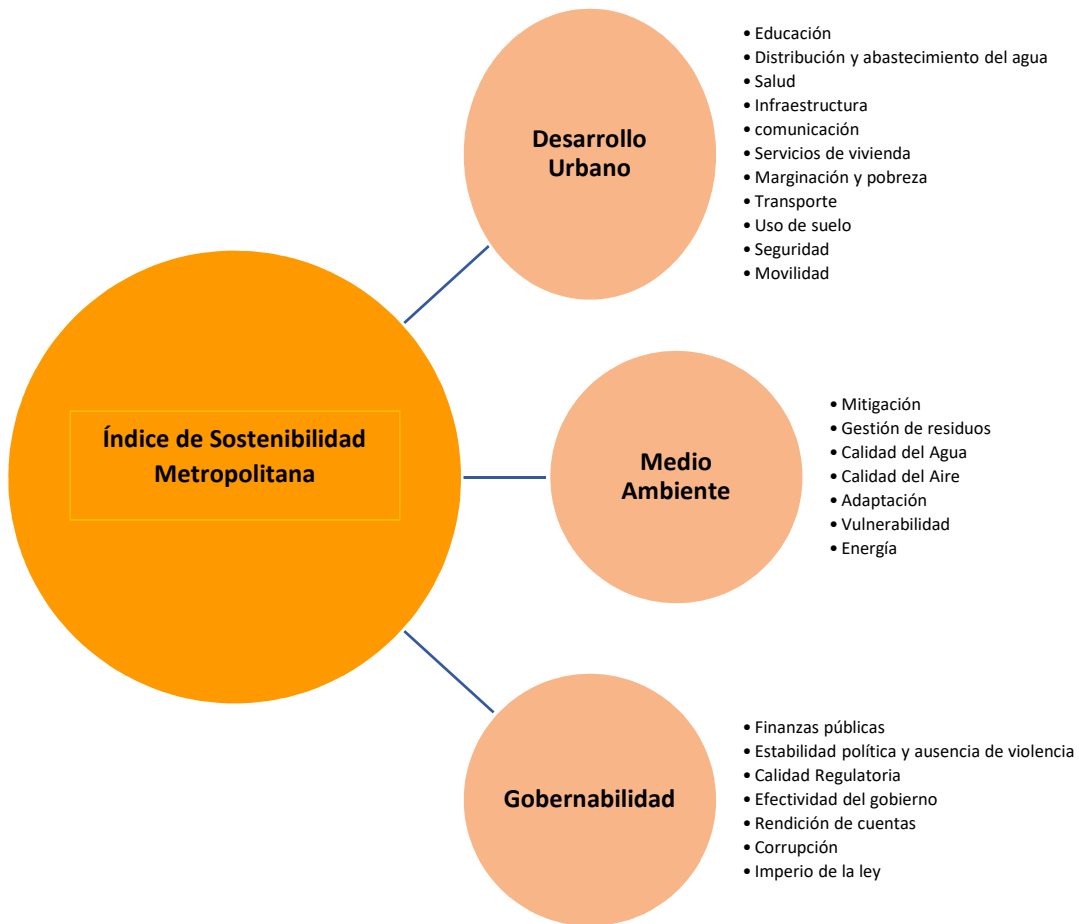 Índice de Sostenibilidad
Metropolitana
Desarrollo
Urbano
• Educación
• Distribución y abastecimiento del agua
• Salud
• Infraestructura
• comunicación
• Servicios de vivienda
• Marginación y pobreza
• Transporte
• Uso de suelo
• Seguridad
• Movilidad
Medio
Ambiente
• Mitigación
• Gestión de residuos
• Calidad del Agua
• Calidad del Aire
• Adaptación
• Vulnerabilidad
• Energía
Gobernabilidad
• Finanzas públicas
• Estabilidad política y ausencia de violencia
• Calidad Regulatoria
• Efectividad del gobierno
• Rendición de cuentas
• Corrupción
• Imperio de la ley